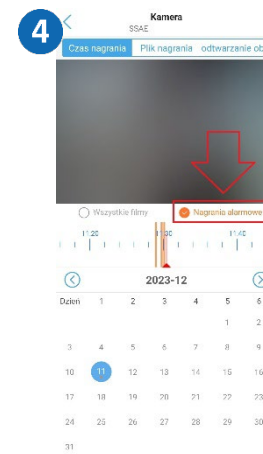 4
Kamera
SSAE
Czas nagrania Plik nagrania odtwarzanie ob
Wszystkie filmy Nagrania alarmowe
11:20 11:40
2023-12
Dzień 1 2 3 4 5 6
1 2
3 4 5 6 7 8 9
10 11 12 13 14 15 16
17 18 19 20 21 22 23
24 25 26 27 28 29 30
31